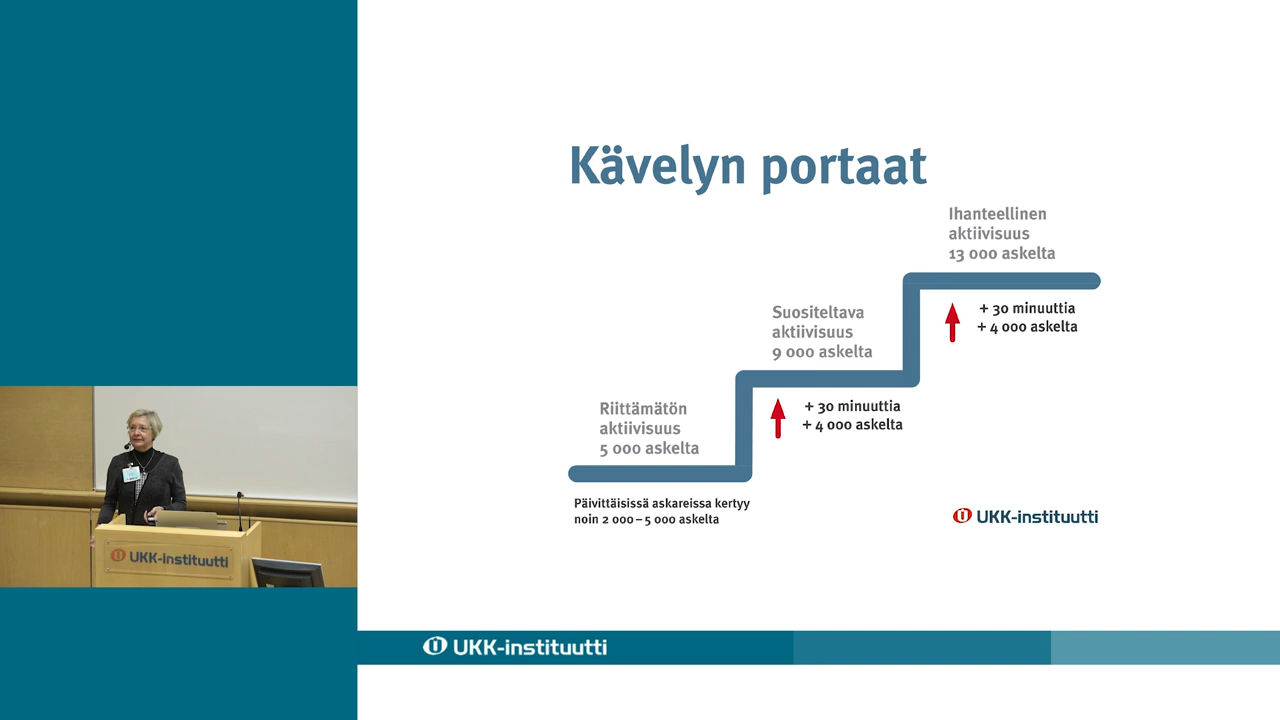 Kävelyn portaat
Ihanteellinen
aktiivisuus
13 000 askelta
+ 30 minuuttia
+ 4 000 askelta
Suositeltava
aktiivisuus
9 000 askelta
+ 30 minuuttia
+ 4 000 askelta
Riittämätön
aktiivisuus
5 000 askelta
Päivittäisissä askareissa kertyy
noin 2 000 – 5 000 askelta
UKK-instituutti
UKK-instituutti
UKK-instituutti